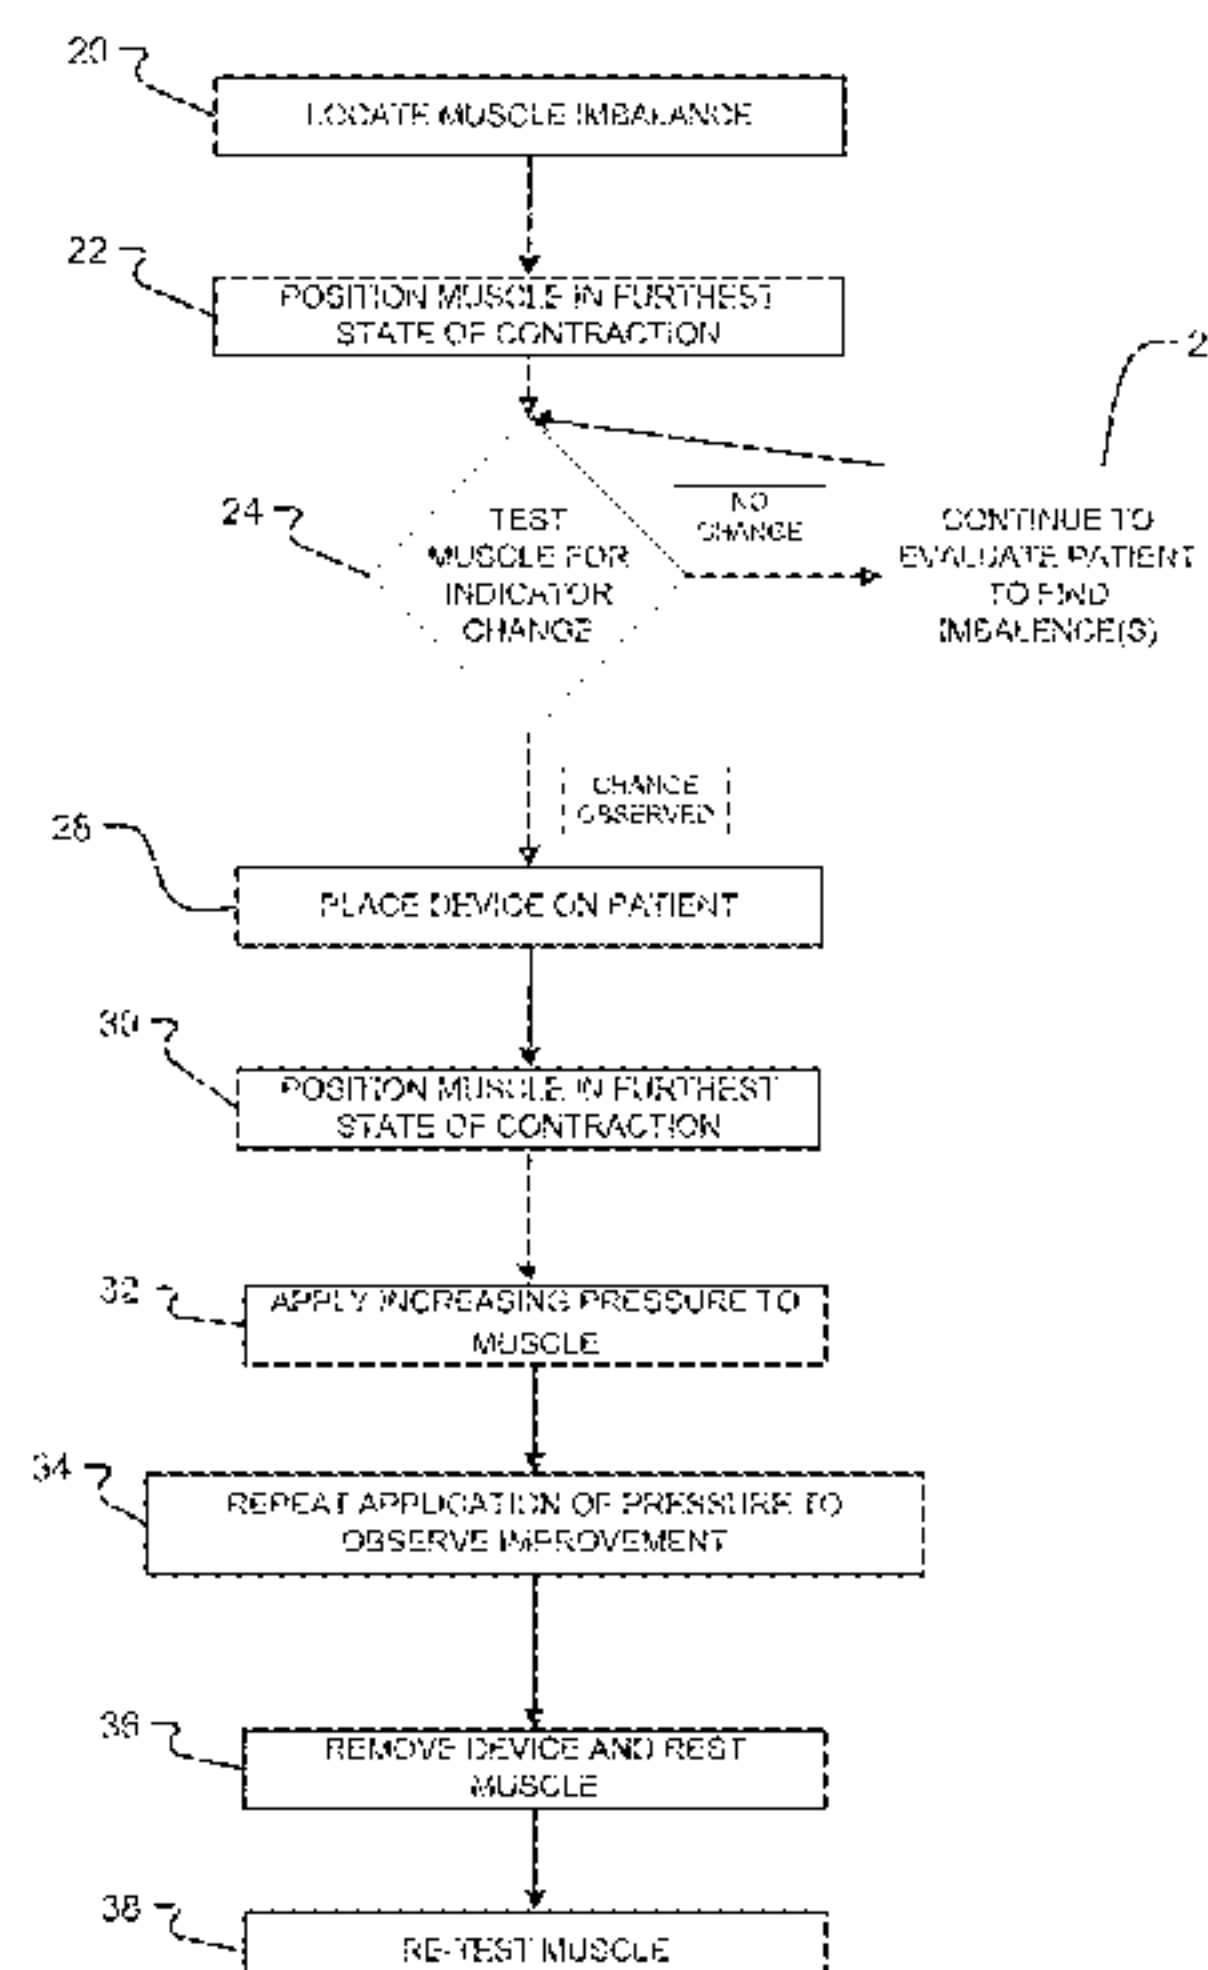 20
LOCATE MUSCLE IMBALANCE
22
POSITION MUSCLE IN FURTHEST
STATE OF CONTRACTION
2
24
TEST
MUSCLE FOR
INDICATOR
CHANGE
NO
CHANGE
CONTINUE TO
EVALUATE PATIENT
TO FIND
IMBALENCE(S)
CHANGE
OBSERVED
PLACE DEVICE ON PATIENT
30
POSITION MUSCLE IN FURTHEST
STATE OF CONTRACTION
32
APPLY INCREASING PRESSURE TO
MUSCLE
34
REPEAT APPLICATION OF PRESSURE TO
OBSERVE IMPROVEMENT
36
REMOVE DEVICE AND REST
MUSCLE
38
RE-TEST MUSCLE